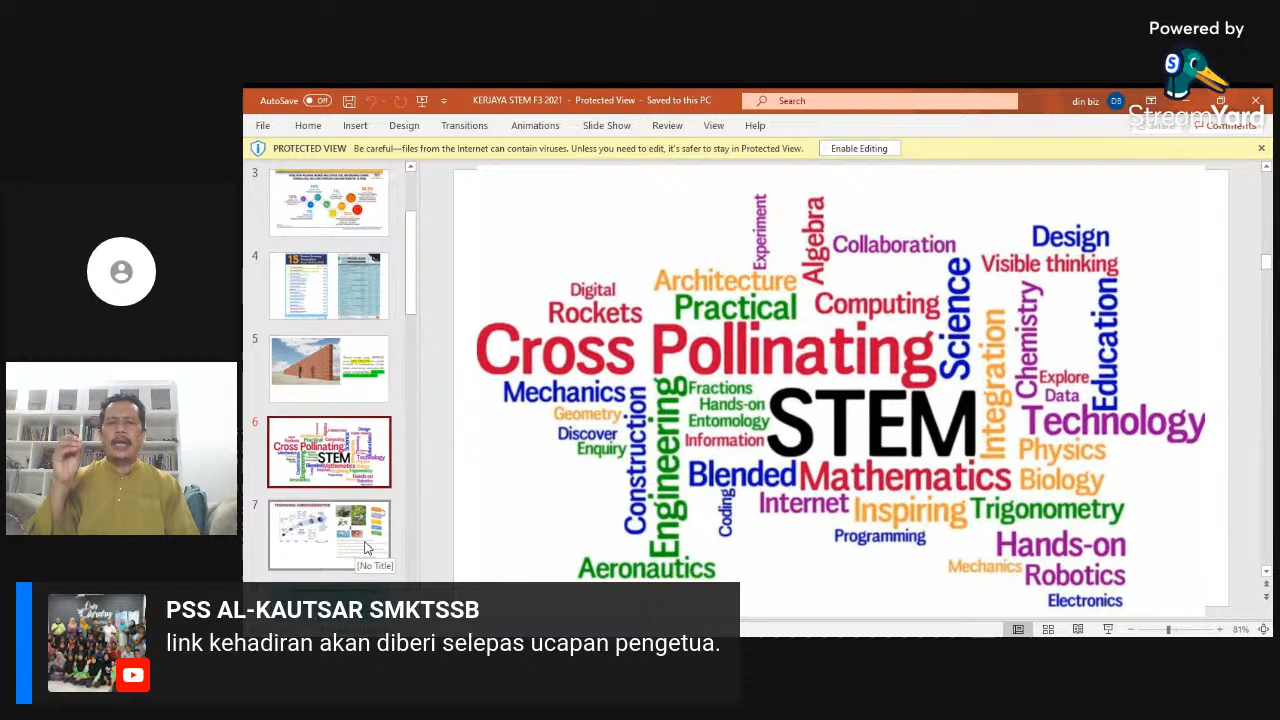 Powered by
StreamYard
AutoSave Off
KERJAYA STEM F3 2021 - Protected View - Saved to this PC
Search
din biz
DB
File Home Insert Design Transitions Animations Slide Show Review View Help
Share
Comments
PROTECTED VIEW Be careful—files from the Internet can contain viruses. Unless you need to edit, it's safer to stay in Protected View.
Enable Editing
3
4
15
5
6
7
[No Title]
Experiment
Algebra
Collaboration
Design
Visible thinking
Architecture
Digital
Rockets
Practical
Computing
Science
Chemistry
Education
Cross Pollinating
Integration
Explore
Data
Mechanics
Fractions
Geometry
Hands-on
Construction
Engineering
Entomology
STEM
Technology
Discover
Enquiry
Information
Physics
Blended
Mathematics
Biology
Coding
Internet
Inspiring
Trigonometry
Programming
Hands-on
Aeronautics
Mechanics
Robotics
Electronics
81%
PSS AL-KAUTSAR SMKTSSB
link kehadiran akan diberi selepas ucapan pengetua.